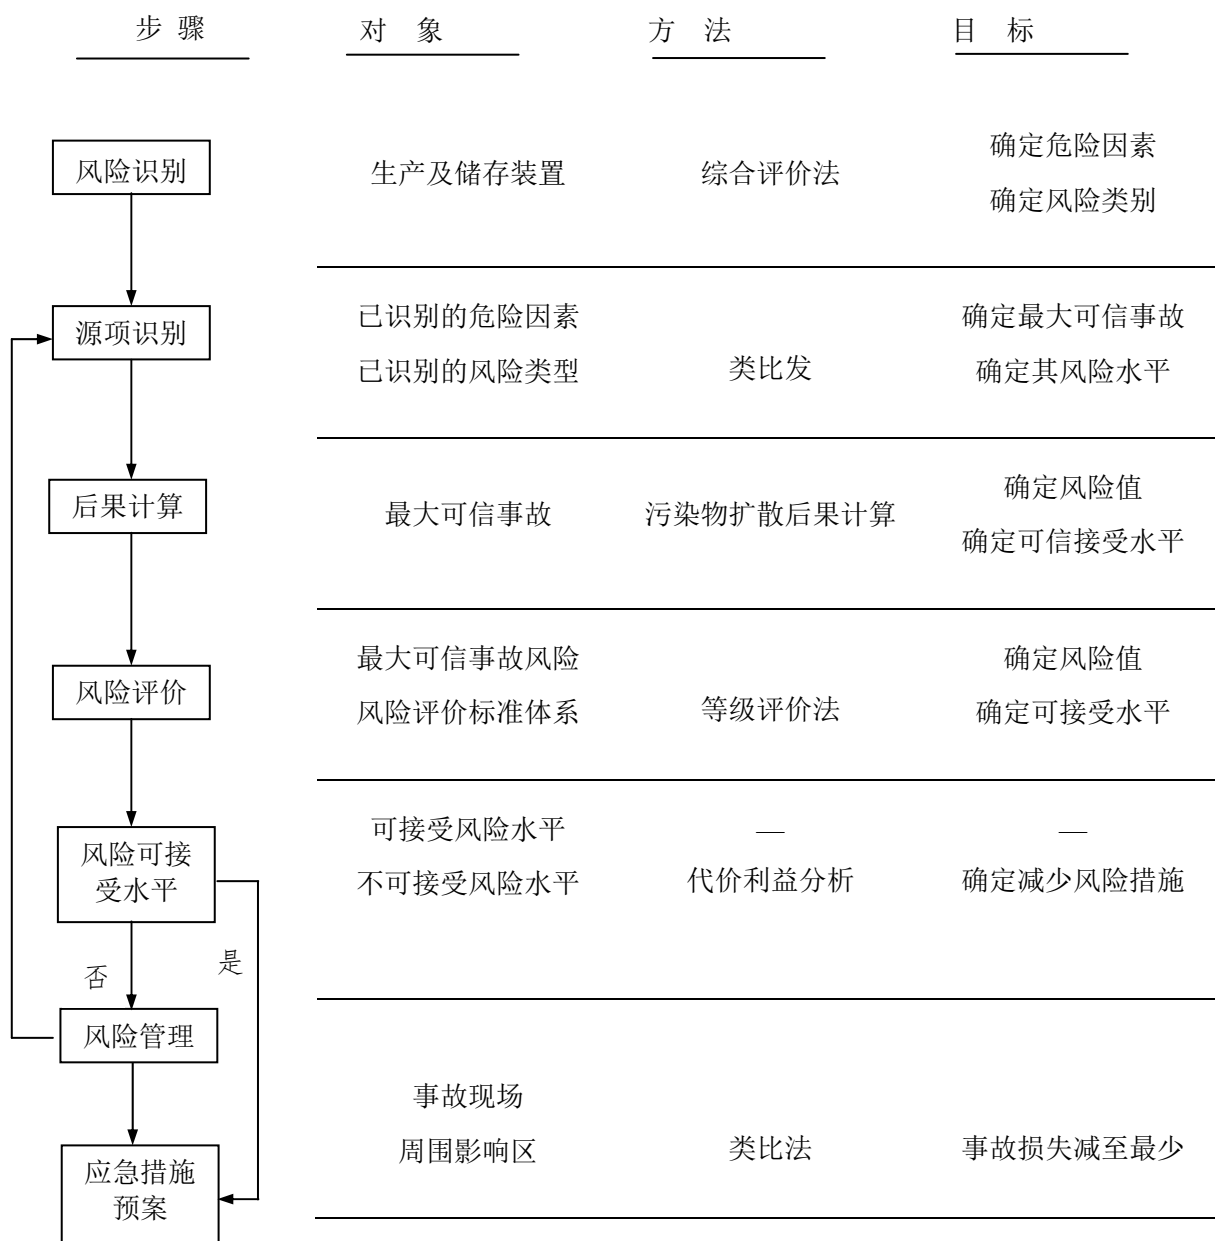 步 骤 对 象 方 法 目 标
确定危险因素
风险识别 生产及储存装置 综合评价法
确定风险类别
源项识别 已识别的危险因素 确定最大可信事故
已识别的风险类型 类比发 确定其风险水平
确定风险值
后果计算 最大可信事故 污染物扩散后果计算
确定可信接受水平
最大可信事故风险 确定风险值
风险评价 风险评价标准体系 等级评价法 确定可接受水平
可接受风险水平 — —
风险可接
受水平 不可接受风险水平 代价利益分析 确定减少风险措施
否 是
风险管理
事故现场
周围影响区 类比法 事故损失减至最少
应急措施
预案